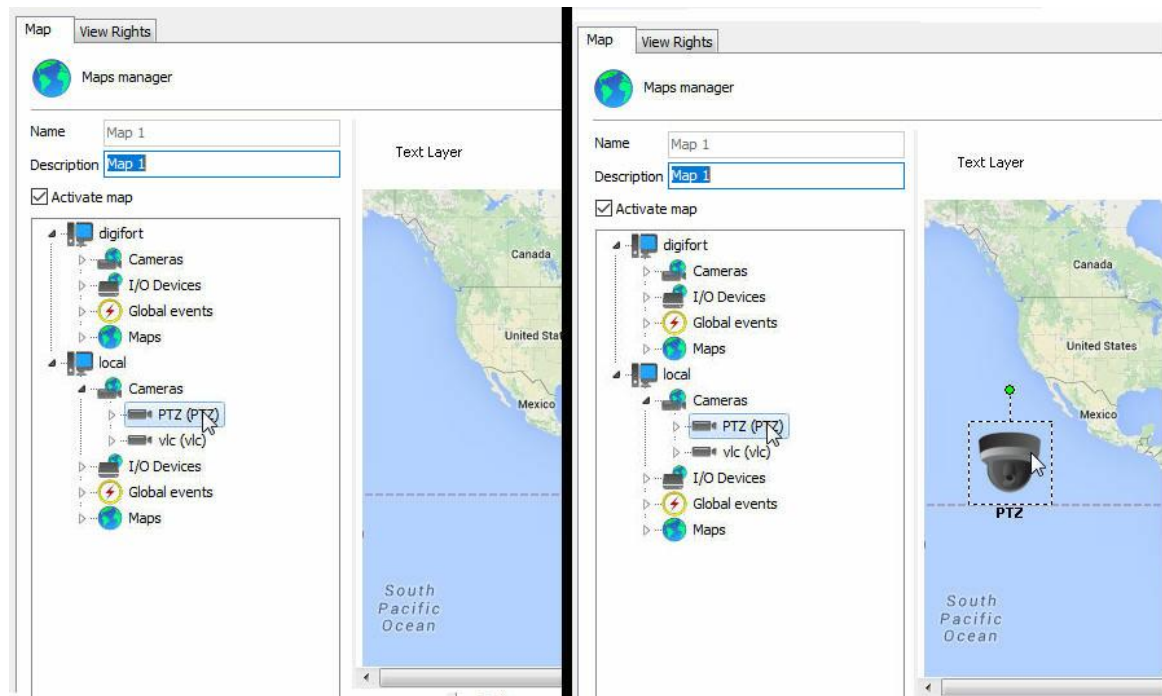 Map View Rights
Maps manager
Name Map 1
Description Map 1
Activate map
digifort
Cameras
I/O Devices
Global events
Maps
local
Cameras
PTZ (PTZ)
vlc (vlc)
I/O Devices
Global events
Maps
Text Layer
Canada
United Stat
Mexico
South
Pacific
Ocean
Map View Rights
Maps manager
Name Map 1
Description Map 1
Activate map
digifort
Cameras
I/O Devices
Global events
Maps
local
Cameras
PTZ (PTZ)
vlc (vlc)
I/O Devices
Global events
Maps
Text Layer
Canada
United States
Mexico
PTZ
South
Pacific
Ocean